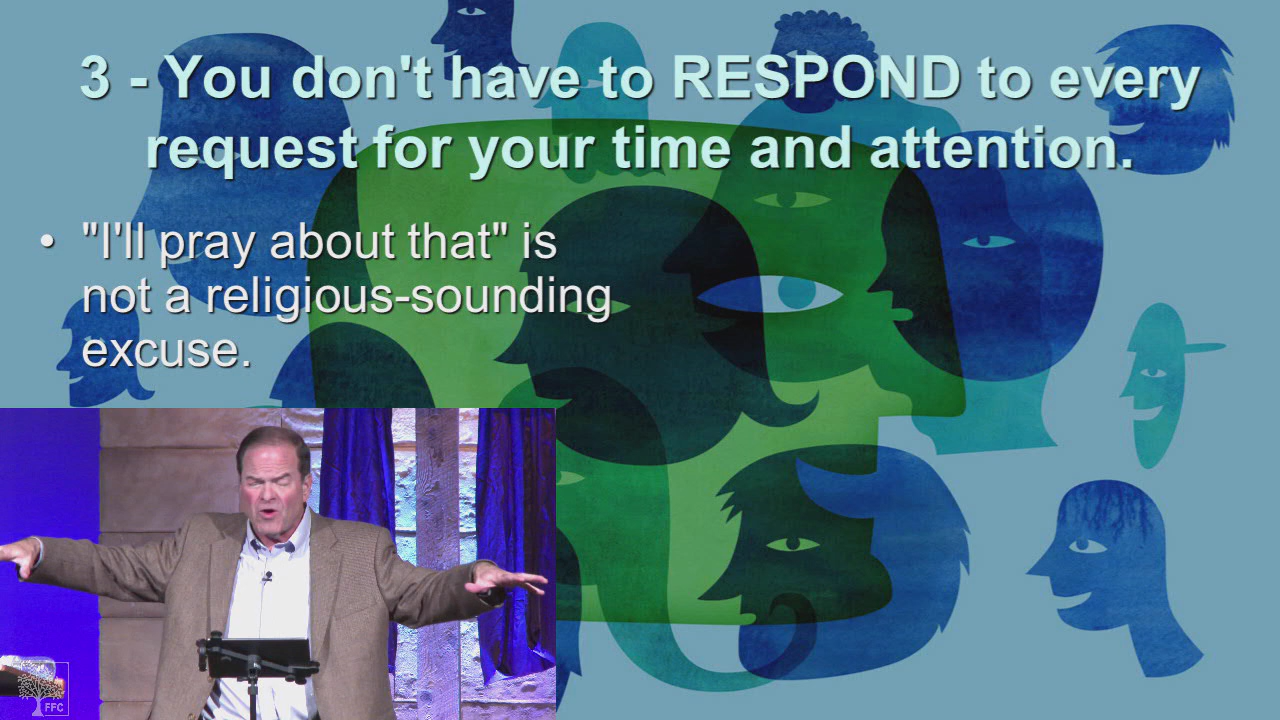 3 - You don't have to RESPOND to every
request for your time and attention.
• "I'll pray about that" is
not a religious-sounding
excuse.
FFC